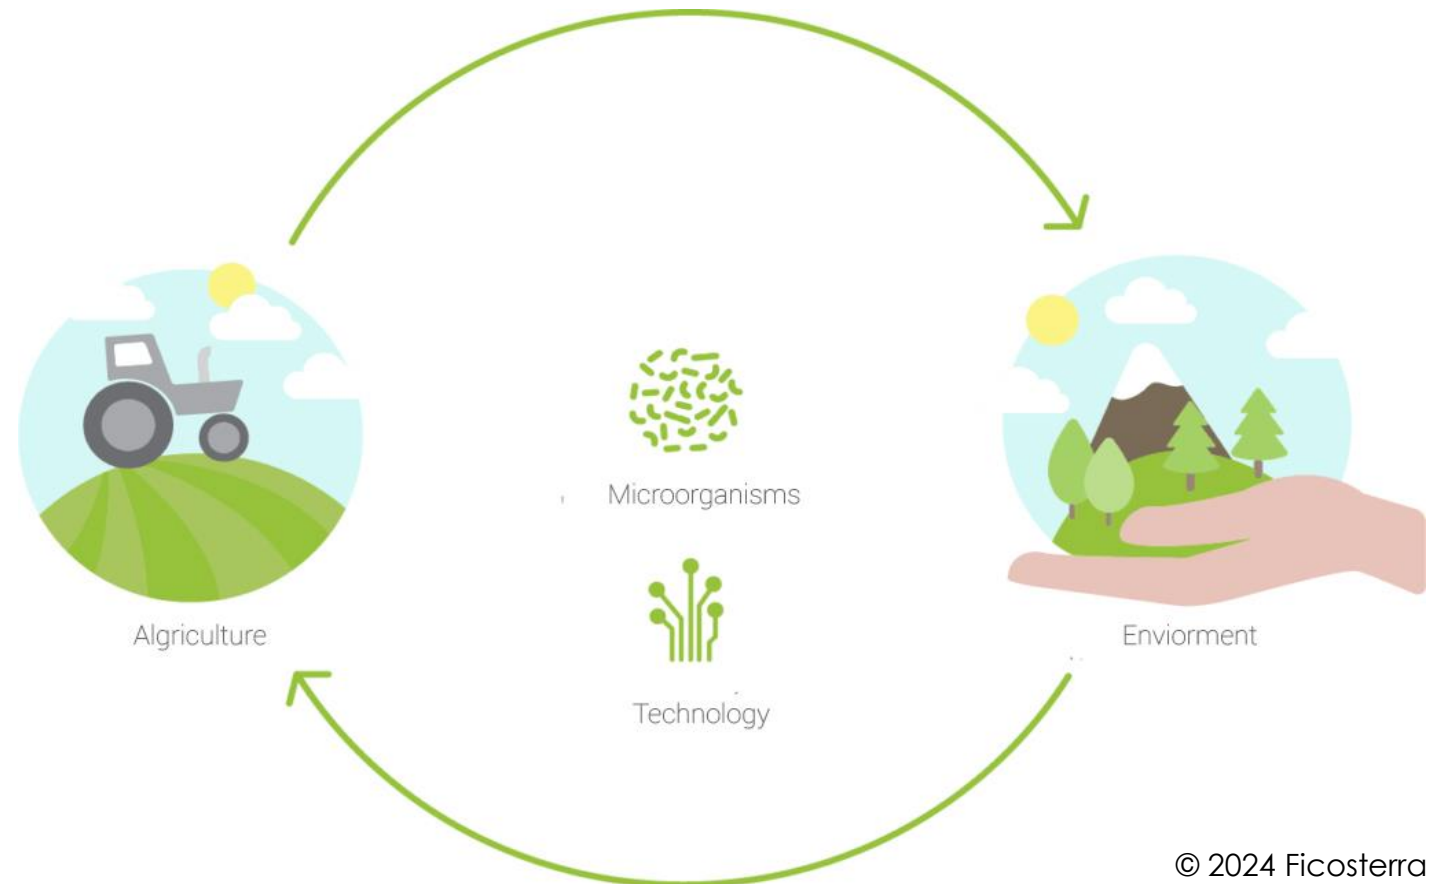 Microorganisms
Algriculture
Enviorment
Technology
© 2024 Ficosterra